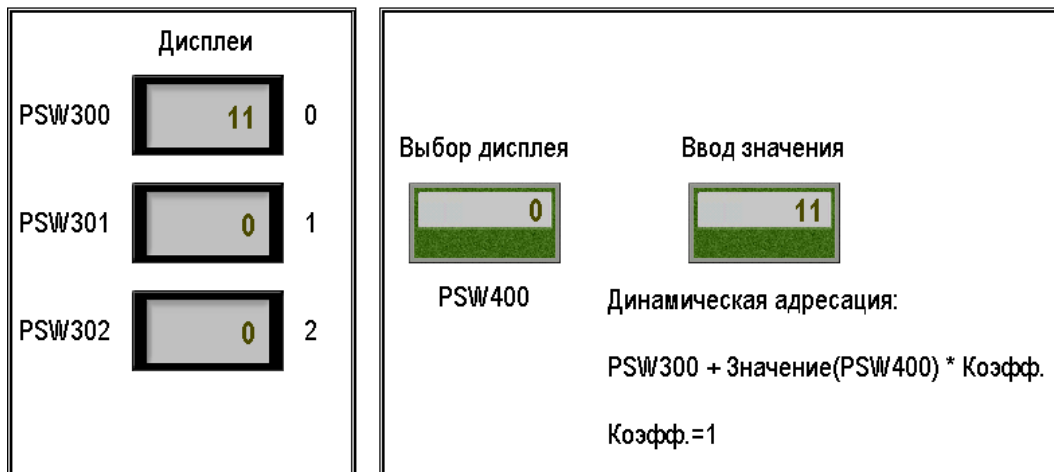 Дисплеи
PSW300 11 0
PSW301 0 1
PSW302 0 2
Выбор дисплея Ввод значения
0 11
PSW400
Динамическая адресация:
PSW300 + Значение(PSW400) * Коэфф.
Коэфф.=1